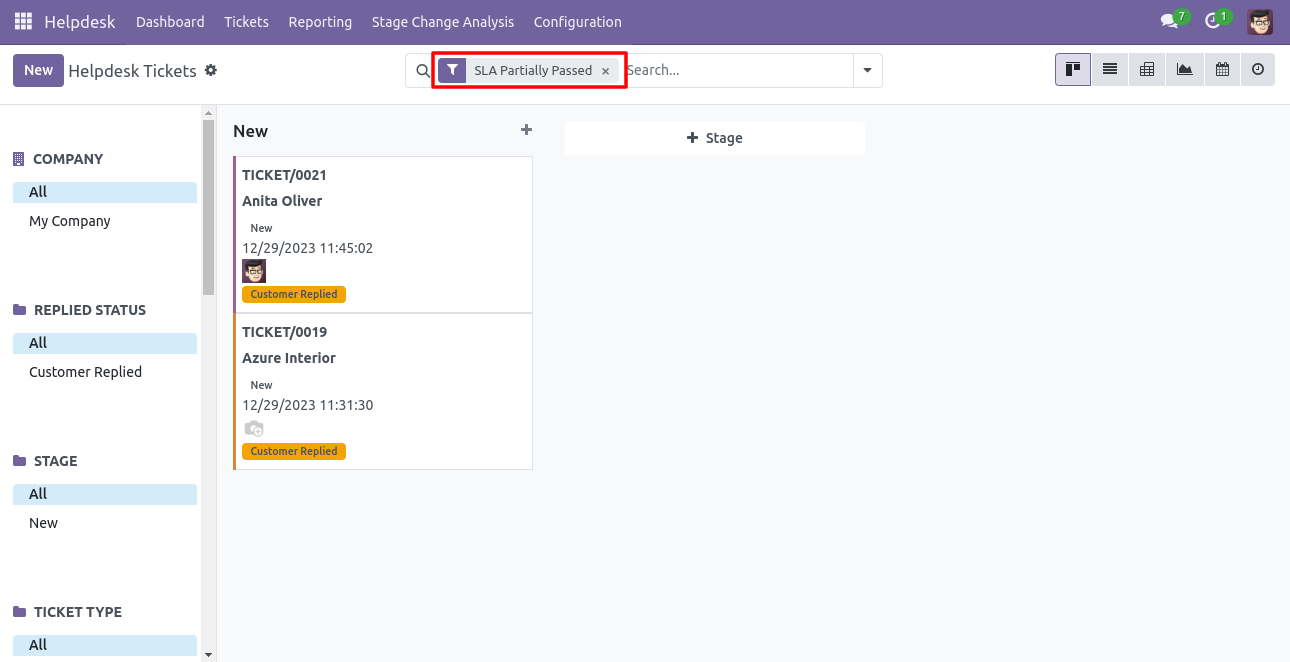 Helpdesk Dashboard Tickets Reporting Stage Change Analysis Configuration 7 1
New Helpdesk Tickets SLA Partially Passed × Search...
COMPANY
All
My Company
REPLIED STATUS
All
Customer Replied
STAGE
All
New
TICKET TYPE
All
New +
TICKET/0021
Anita Oliver
New
12/29/2023 11:45:02
Customer Replied
TICKET/0019
Azure Interior
New
12/29/2023 11:31:30
Customer Replied
+ Stage